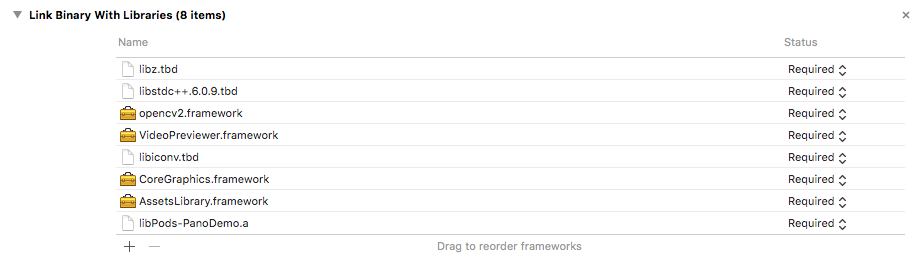 Link Binary With Libraries (8 items)
Name Status
libz.tbd Required
libstdc++.6.0.9.tbd Required
opencv2.framework Required
VideoPreviewer.framework Required
libiconv.tbd Required
CoreGraphics.framework Required
AssetsLibrary.framework Required
libPods-PanoDemo.a Required
Drag to reorder frameworks